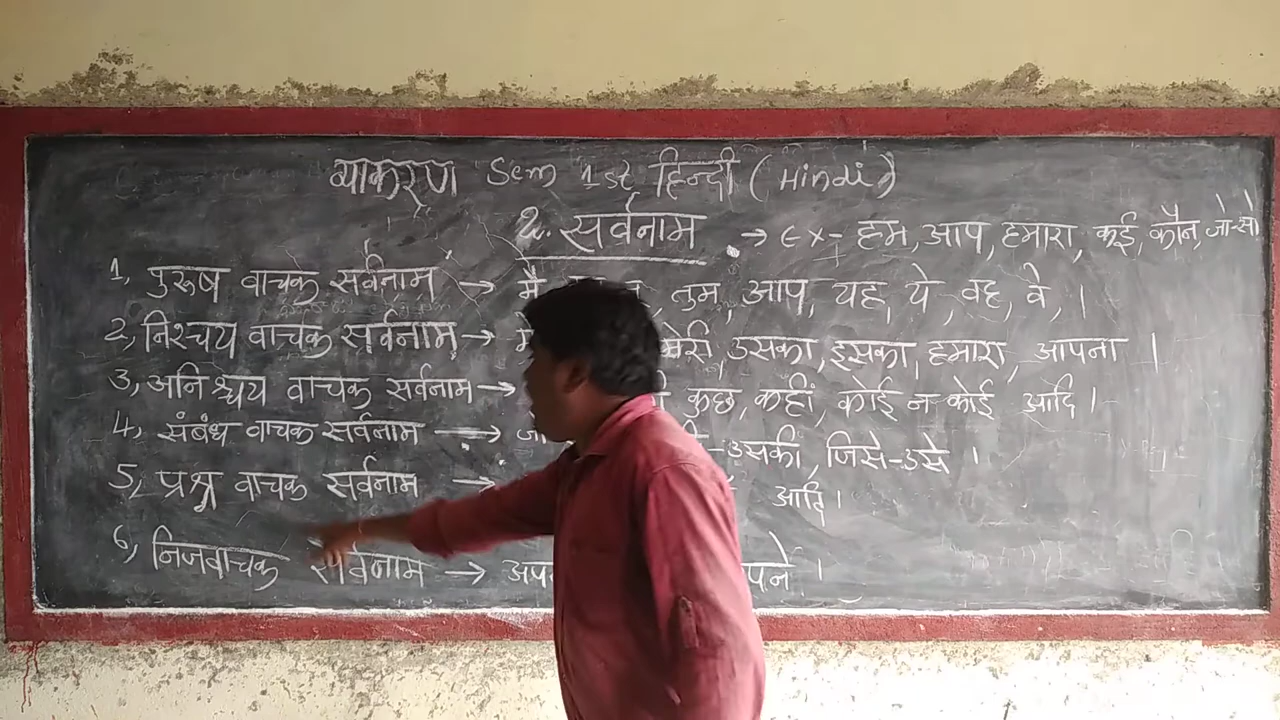 व्याकरण Sem 1st हिन्दी (Hindi)
2. सर्वनाम → ex- हम, आप, हमारा, कई, कौन, जो-सो
1, पुरुष वाचक सर्वनाम → मैं तुम, आप, यह, ये, वह, वे, ।
2, निश्चय वाचक सर्वनाम → मेरी, उसका, इसका, हमारा, आपना ।
3, अनिश्चय वाचक सर्वनाम → कुछ, कहीं, कोई न कोई आदि।
4, संबंध वाचक सर्वनाम → -उसकी, जिसे-उसे ।
5, प्रश्न वाचक सर्वनाम → आदि।
6, निजवाचक सर्वनाम → ।